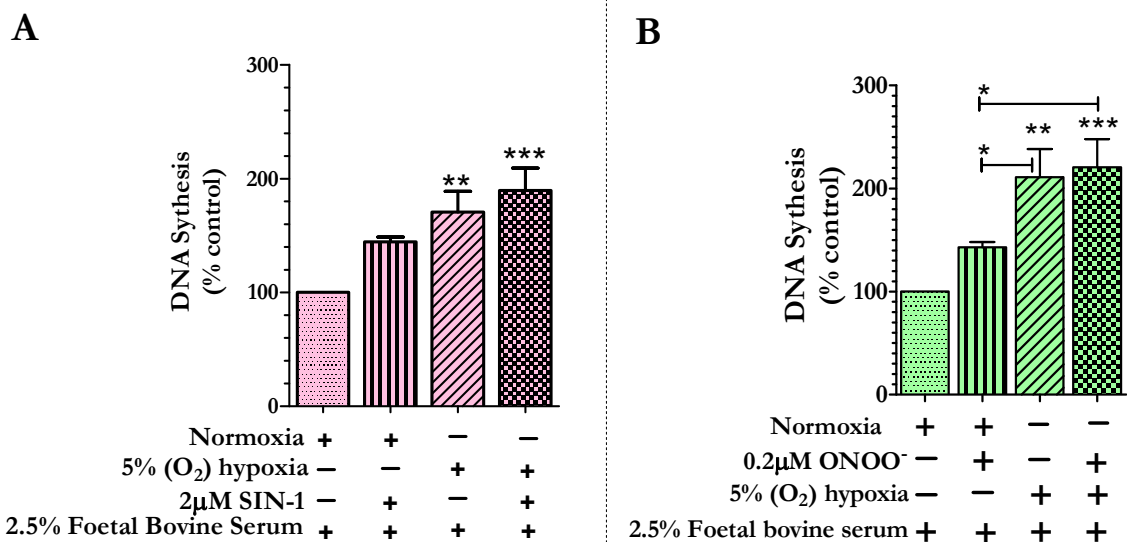 A
DNA Sythesis
(% control)
300
200
100
0
**
***
Normoxia + + – –
5% (O₂) hypoxia – – + +
2μM SIN-1 – + – +
2.5% Foetal Bovine Serum + + + +
B
DNA Sythesis
(% control)
300
200
100
0
*
*
**
***
Normoxia + + – –
0.2μM ONOO⁻ – + – +
5% (O₂) hypoxia – – + +
2.5% Foetal bovine serum + + + +